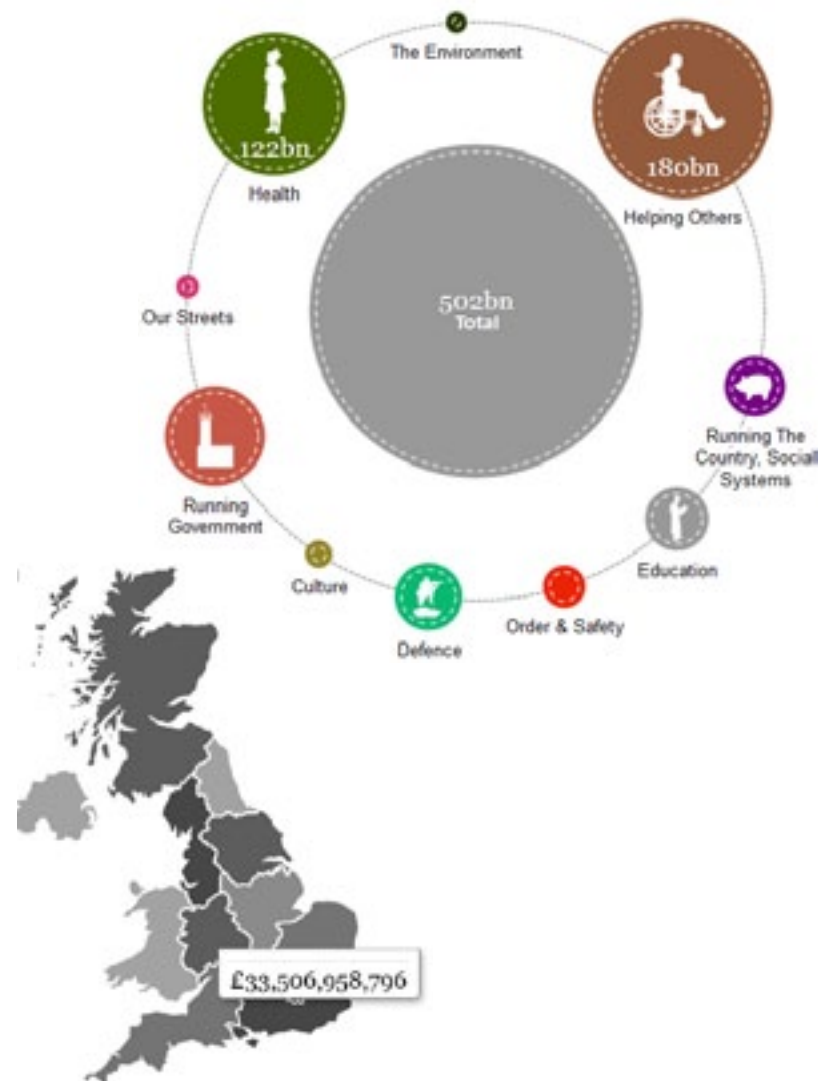 The Environment
122bn
Health
180bn
Helping Others
502bn
Total
Our Streets
Running The
Country, Sociall
Systems
Running
Government
Education
Culture
Order & Safety
Defence
£33,506,958,796